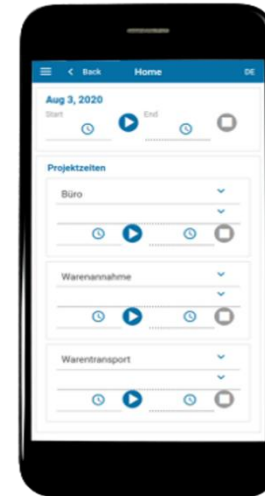 Back Home DE
Aug 3, 2020
Start End
Projektzeiten
Büro
Warenannahme
Warentransport